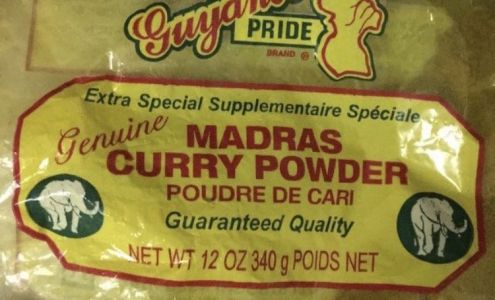 Guyana
PRIDE
BRAND ®
Extra Special Supplementaire Spéciale
Genuine
MADRAS
CURRY POWDER
POUDRE DE CARI
Guaranteed Quality
NET WT 12 OZ 340 g POIDS NET